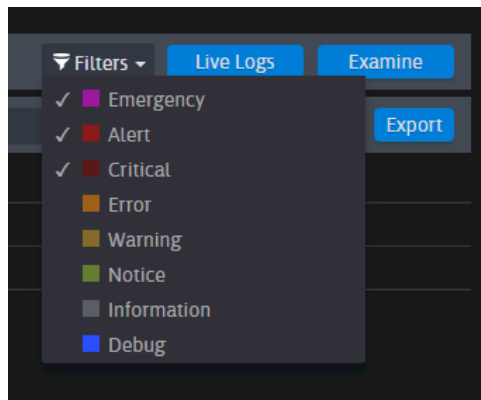 Filters Live Logs Examine
✓ Emergency
✓ Alert Export
✓ Critical
Error
Warning
Notice
Information
Debug